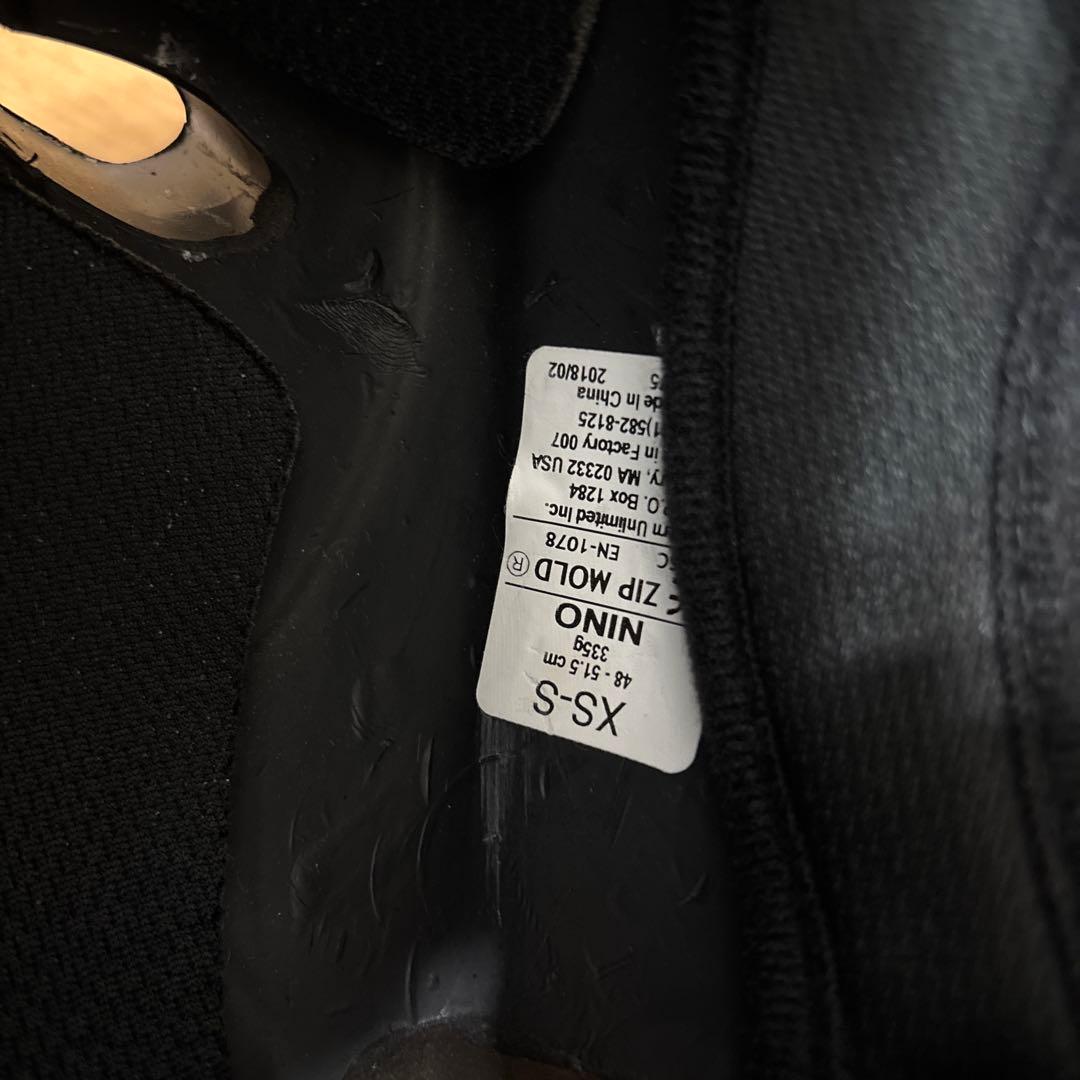 XS-S
48 - 51.5 cm
335g
NINO
ZIP MOLD ®
EN-1078
Unlimited Inc.
O. Box 1284
MA 02332 USA
in Factory 007
582-8125
In China
2018/02